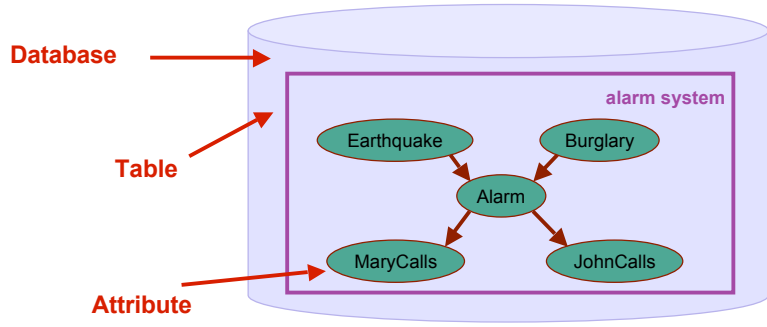 Database
alarm system
Earthquake
Burglary
Table
Alarm
MaryCalls
JohnCalls
Attribute